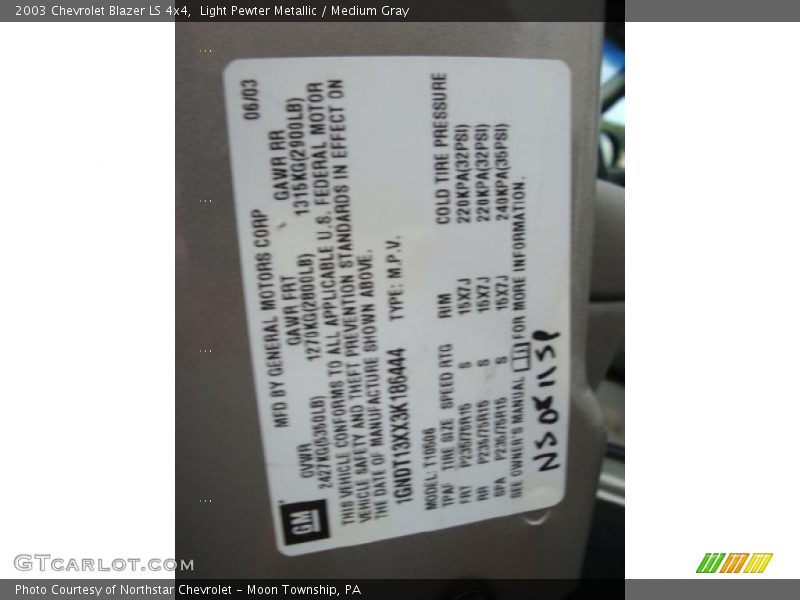 2003 Chevrolet Blazer LS 4x4, Light Pewter Metallic / Medium Gray
MFD BY GENERAL MOTORS CORP 06/03
GVWR GAWR FRT GAWR RR
2427KG(5350LB) 1270KG(2800LB) 1315KG(2900LB)
THIS VEHICLE CONFORMS TO ALL APPLICABLE U.S. FEDERAL MOTOR
VEHICLE SAFETY AND THEFT PREVENTION STANDARDS IN EFFECT ON
THE DATE OF MANUFACTURE SHOWN ABOVE.
1GNDT13XX3K186444 TYPE: M.P.V.
MODEL: T10506
TPAF TIRE SIZE SPEED RTG RIM COLD TIRE PRESSURE
FRT P235/75R15 S 15X7J 220KPA(32PSI)
RR P235/75R15 S 15X7J 220KPA(32PSI)
SPA P235/75R15 S 15X7J 240KPA(35PSI)
SEE OWNER'S MANUAL FOR MORE INFORMATION.
GM
GTCarlot.com
Photo Courtesy of Northstar Chevrolet - Moon Township, PA